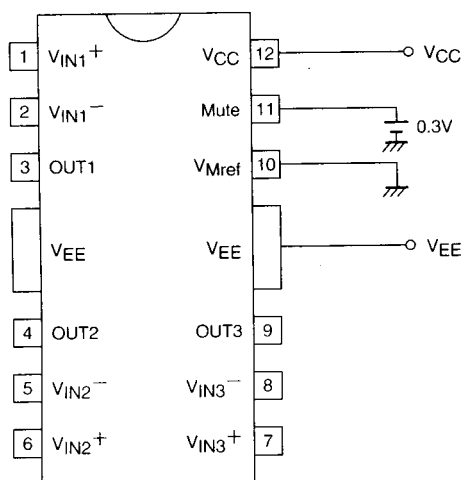 1 VIN1+ VCC 12 VCC
2 VIN1− Mute 11 0.3V
3 OUT1 VMref 10
VEE VEE VEE
4 OUT2 OUT3 9
5 VIN2− VIN3− 8
6 VIN2+ VIN3+ 7